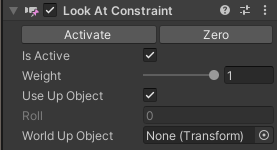 Look At Constraint
Activate Zero
Is Active
Weight 1
Use Up Object
Roll 0
World Up Object None (Transform)